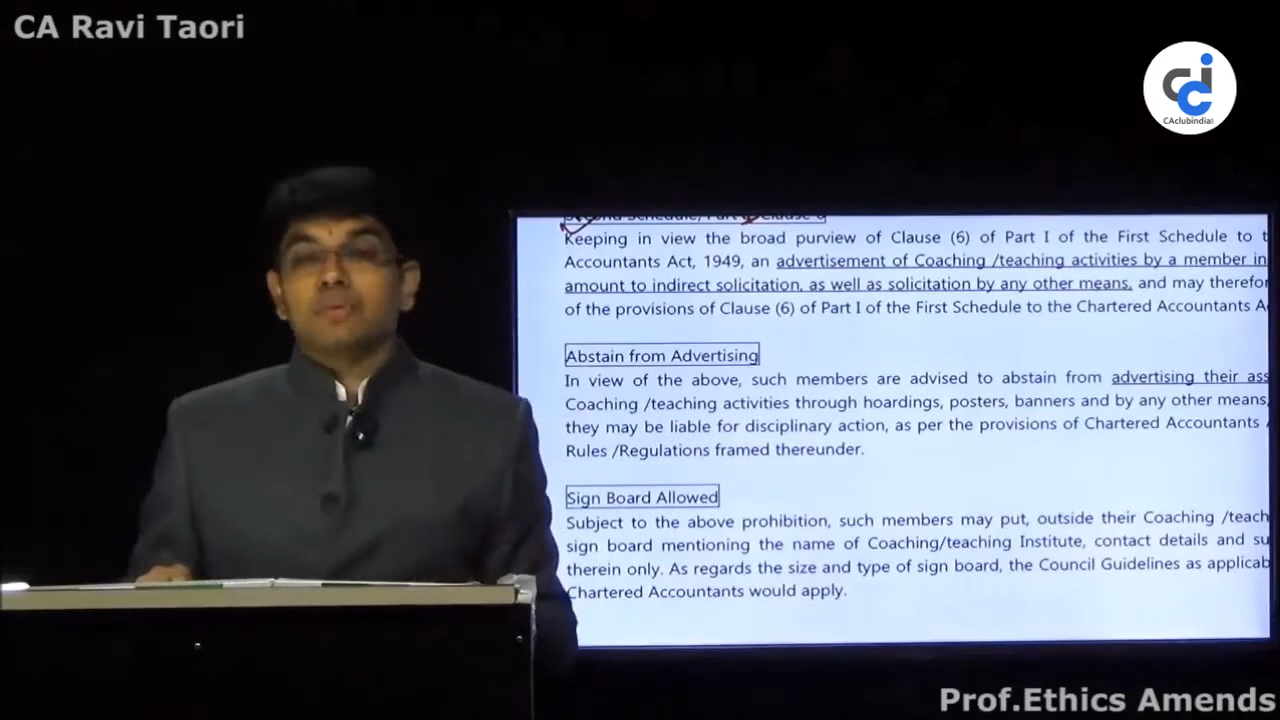 CA Ravi Taori
CAclubindia
Keeping in view the broad purview of Clause (6) of Part I of the First Schedule to
Accountants Act, 1949, an advertisement of Coaching /teaching activities by a member in
amount to indirect solicitation, as well as solicitation by any other means, and may
of the provisions of Clause (6) of Part I of the First Schedule to the Chartered Accountants
Abstain from Advertising
In view of the above, such members are advised to abstain from advertising their
Coaching /teaching activities through hoardings, posters, banners and by any other means,
they may be liable for disciplinary action, as per the provisions of Chartered Accountants
Rules /Regulations framed thereunder.
Sign Board Allowed
Subject to the above prohibition, such members may put, outside their Coaching
sign board mentioning the name of Coaching/teaching Institute, contact details and
therein only. As regards the size and type of sign board, the Council Guidelines as
Chartered Accountants would apply.
Prof.Ethics Amends